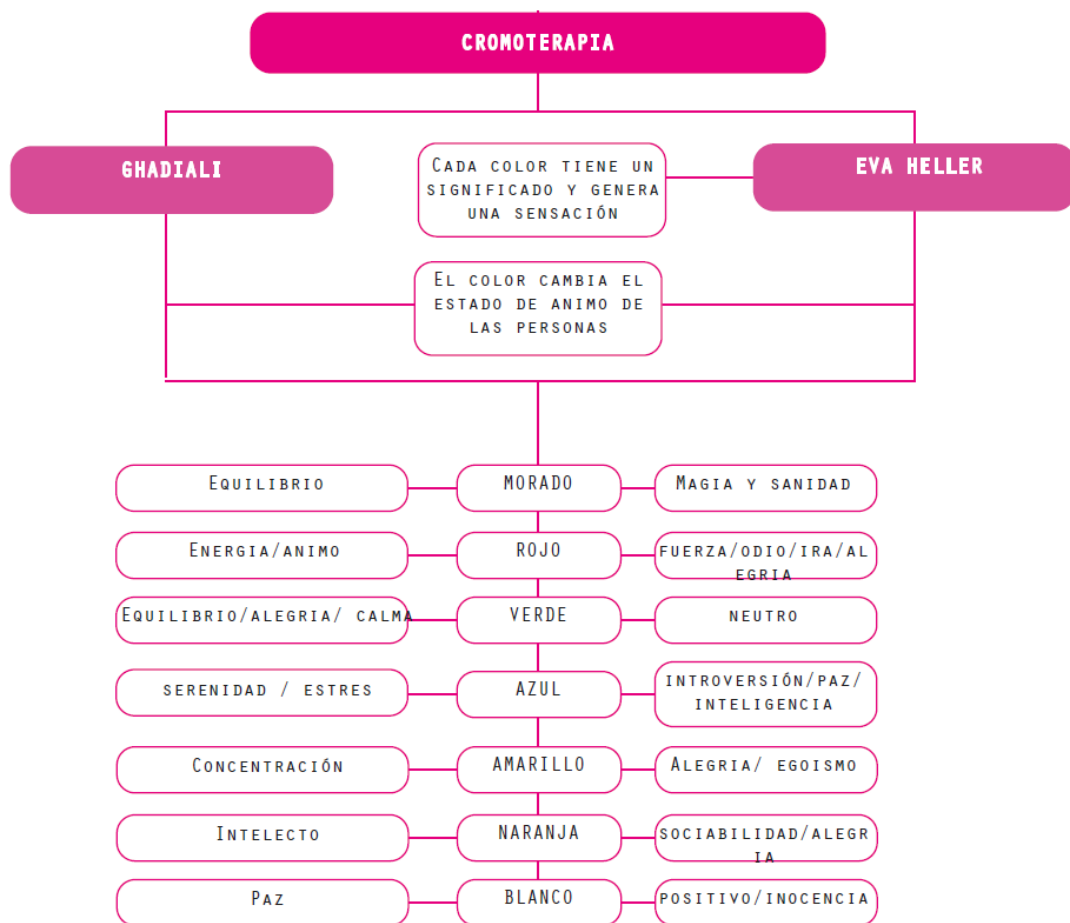 CROMOTERAPIA
GHADIALI
CADA COLOR TIENE UN
SIGNIFICADO Y GENERA
UNA SENSACIÓN
EVA HELLER
EL COLOR CAMBIA EL
ESTADO DE ANIMO DE
LAS PERSONAS
EQUILIBRIO
MORADO
MAGIA Y SANIDAD
ENERGIA/ANIMO
ROJO
FUERZA/ODIO/IRA/AL
EGRIA
EQUILIBRIO/ALEGRIA/ CALMA
VERDE
NEUTRO
SERENIDAD / ESTRES
AZUL
INTROVERSIÓN/PAZ/
INTELIGENCIA
CONCENTRACIÓN
AMARILLO
ALEGRIA/ EGOISMO
INTELECTO
NARANJA
SOCIABILIDAD/ALEGR
IA
PAZ
BLANCO
POSITIVO/INOCENCIA